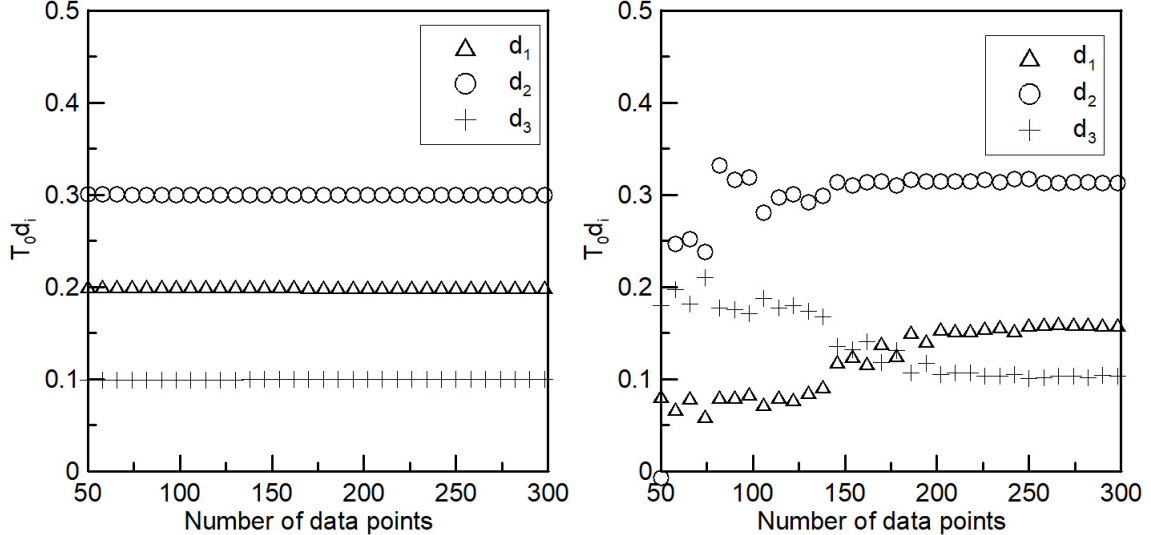 0.5
0.4
0.3
0.2
0.1
0
T₀dᵢ
d₁
d₂
d₃
50 100 150 200 250 300
Number of data points
0.5
0.4
0.3
0.2
0.1
0
T₀dᵢ
d₁
d₂
d₃
50 100 150 200 250 300
Number of data points